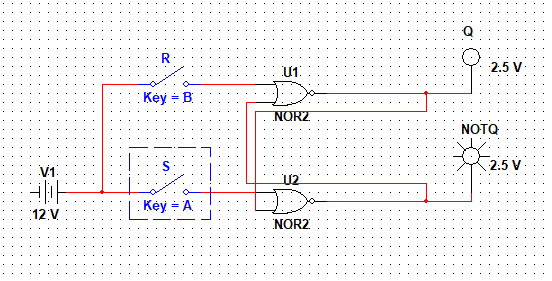 Q
2.5 V
R
Key = B
U1
NOR2
NOTQ
2.5 V
V1
12 V
S
Key = A
U2
NOR2